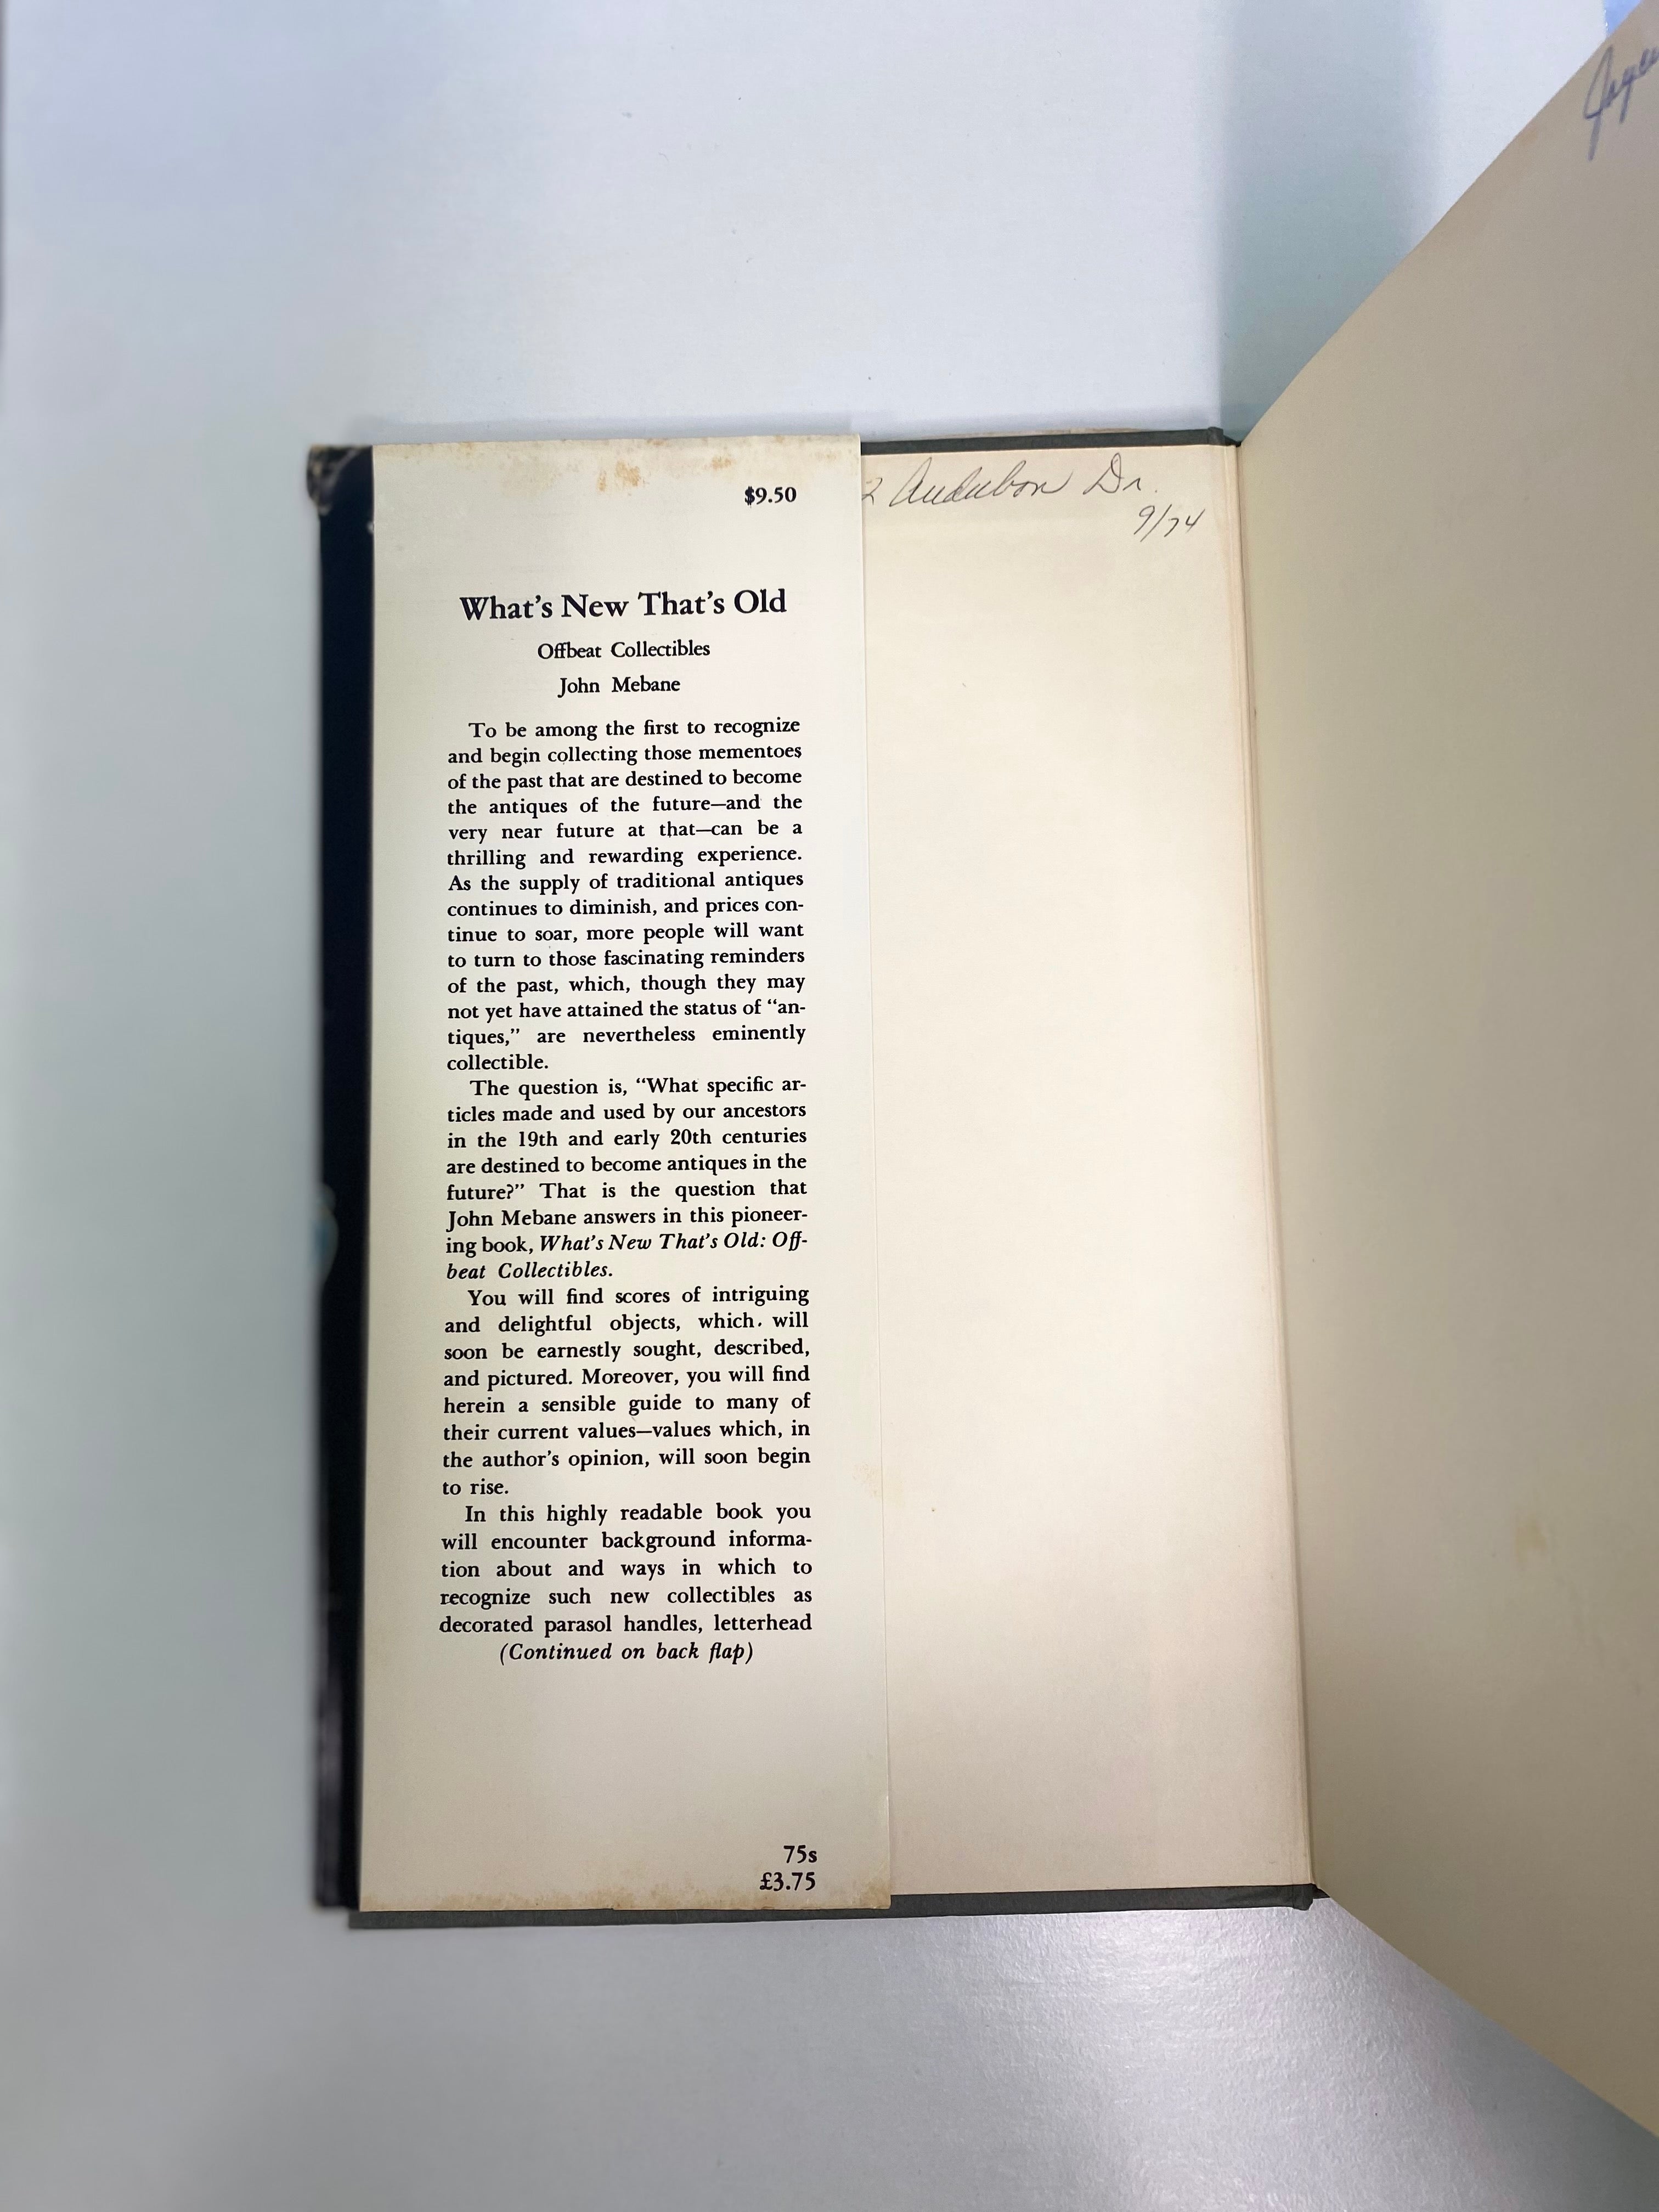 $9.50
What's New That's Old
Offbeat Collectibles
John Mebane
To be among the first to recognize
and begin collecting those mementoes
of the past that are destined to become
the antiques of the future—and the
very near future at that—can be a
thrilling and rewarding experience.
As the supply of traditional antiques
continues to diminish, and prices con-
tinue to soar, more people will want
to turn to those fascinating reminders
of the past, which, though they may
not yet have attained the status of “an-
tiques,” are nevertheless eminently
collectible.
The question is, “What specific ar-
ticles made and used by our ancestors
in the 19th and early 20th centuries
are destined to become antiques in the
future?” That is the question that
John Mebane answers in this pioneer-
ing book, What's New That's Old: Off-
beat Collectibles.
You will find scores of intriguing
and delightful objects, which will
soon be earnestly sought, described,
and pictured. Moreover, you will find
herein a sensible guide to many of
their current values—values which, in
the author's opinion, will soon begin
to rise.
In this highly readable book you
will encounter background informa-
tion about and ways in which to
recognize such new collectibles as
decorated parasol handles, letterhead
(Continued on back flap)
75s
£3.75
2 Audubon Dr.
9/74